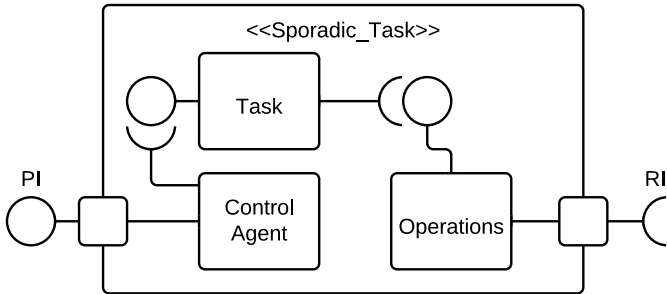 <<Sporadic_Task>>
Task
PI
Control
Agent
Operations
RI